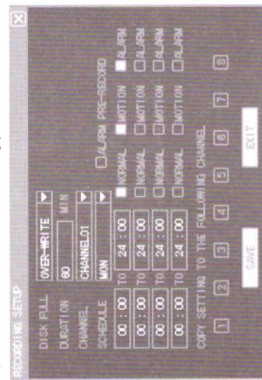 RECORDING SETUP X
DISK FULL OVER-WRITE
DURATION 60 MIN
CHANNEL CHANNEL01
SCHEDULE MON ALARM PRE-RECORD
00 : 00 TO 24 : 00 NORMAL MOTION ALARM
00 : 00 TO 24 : 00 NORMAL MOTION ALARM
00 : 00 TO 24 : 00 NORMAL MOTION ALARM
00 : 00 TO 24 : 00 NORMAL MOTION ALARM
COPY SETTING TO THE FOLLOWING CHANNEL
1 2 3 4 5 6 7 8
SAVE EXIT